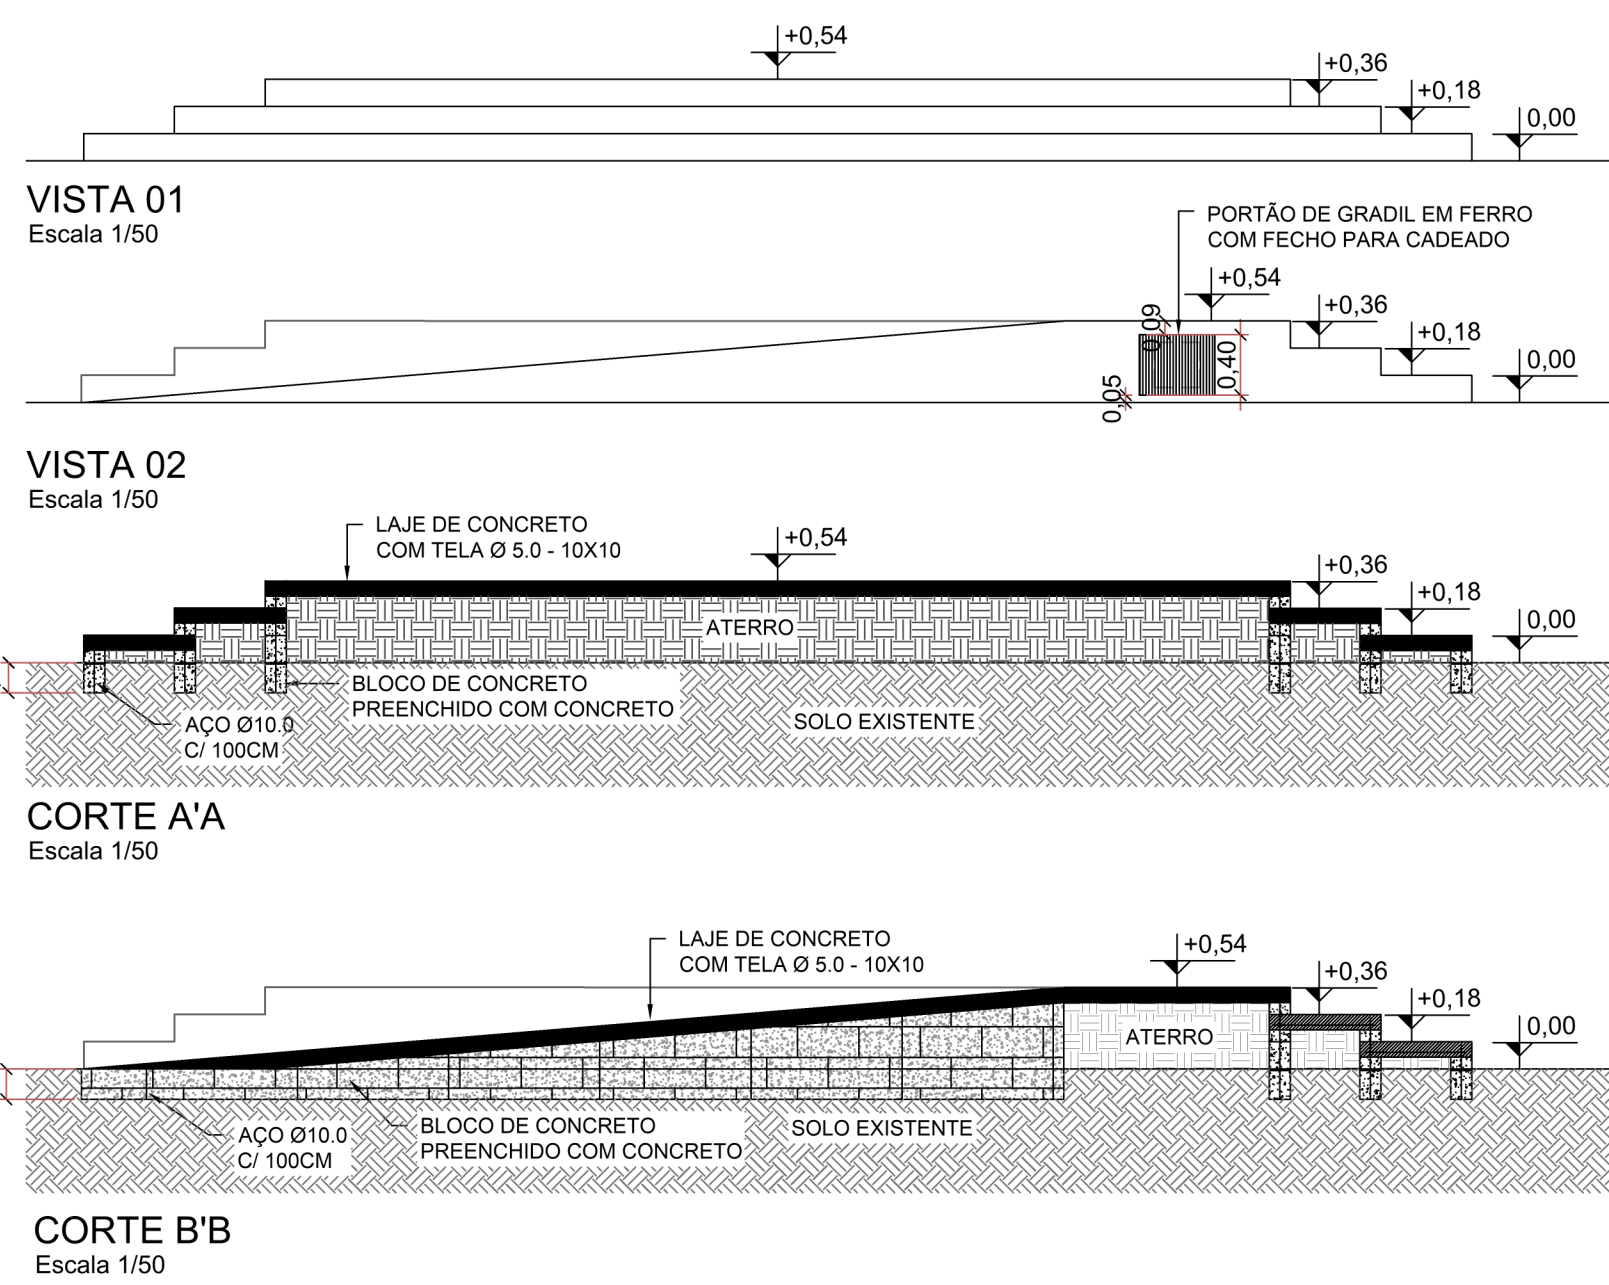 +0,54
+0,36
+0,18
0,00
VISTA 01
Escala 1/50
PORTÃO DE GRADIL EM FERRO
COM FECHO PARA CADEADO
+0,54
+0,36
+0,18
0,00
0,09
0,40
0,05
VISTA 02
Escala 1/50
LAJE DE CONCRETO
COM TELA Ø 5.0 - 10X10
+0,54
+0,36
+0,18
0,00
ATERRO
BLOCO DE CONCRETO
PREENCHIDO COM CONCRETO
AÇO Ø10.0
C/ 100CM
SOLO EXISTENTE
CORTE A'A
Escala 1/50
LAJE DE CONCRETO
COM TELA Ø 5.0 - 10X10
+0,54
+0,36
+0,18
0,00
ATERRO
BLOCO DE CONCRETO
PREENCHIDO COM CONCRETO
AÇO Ø10.0
C/ 100CM
SOLO EXISTENTE
CORTE B'B
Escala 1/50